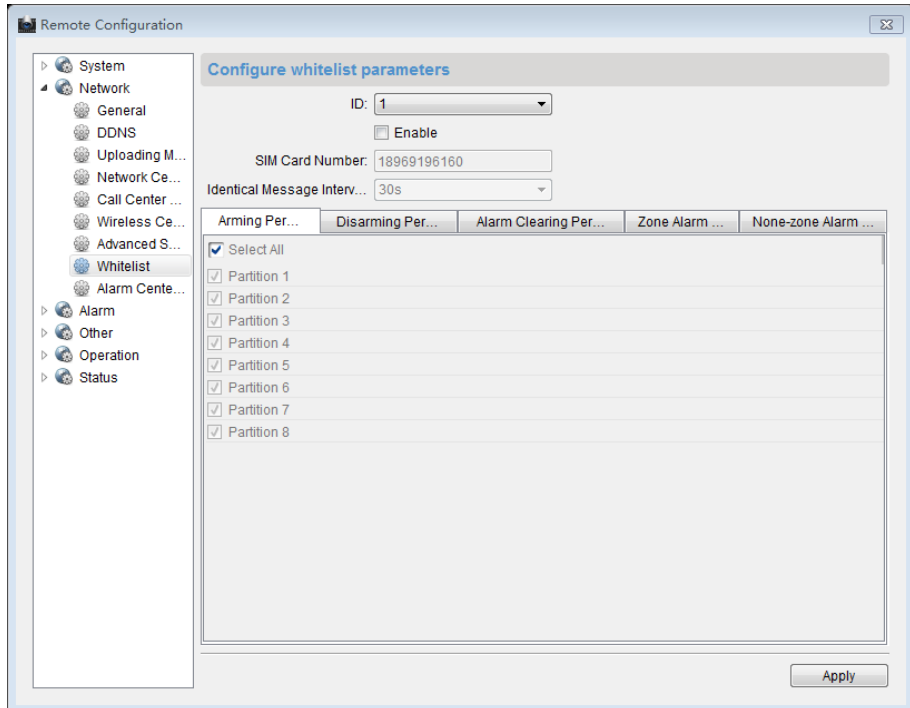 Remote Configuration
System
Network
General
DDNS
Uploading M...
Network Ce...
Call Center ...
Wireless Ce...
Advanced S...
Whitelist
Alarm Cente...
Alarm
Other
Operation
Status
Configure whitelist parameters
ID: 1
Enable
SIM Card Number: 18969196160
Identical Message Interv... 30s
Arming Per... Disarming Per... Alarm Clearing Per... Zone Alarm ... None-zone Alarm ...
Select All
Partition 1
Partition 2
Partition 3
Partition 4
Partition 5
Partition 6
Partition 7
Partition 8
Apply